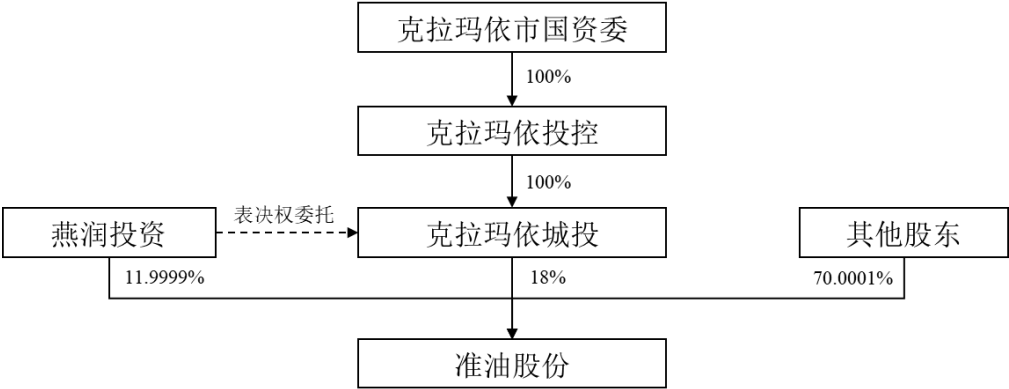 克拉玛依市国资委
100%
克拉玛依投控
100%
燕润投资
表决权委托
克拉玛依城投
其他股东
11.9999%
18%
70.0001%
准油股份